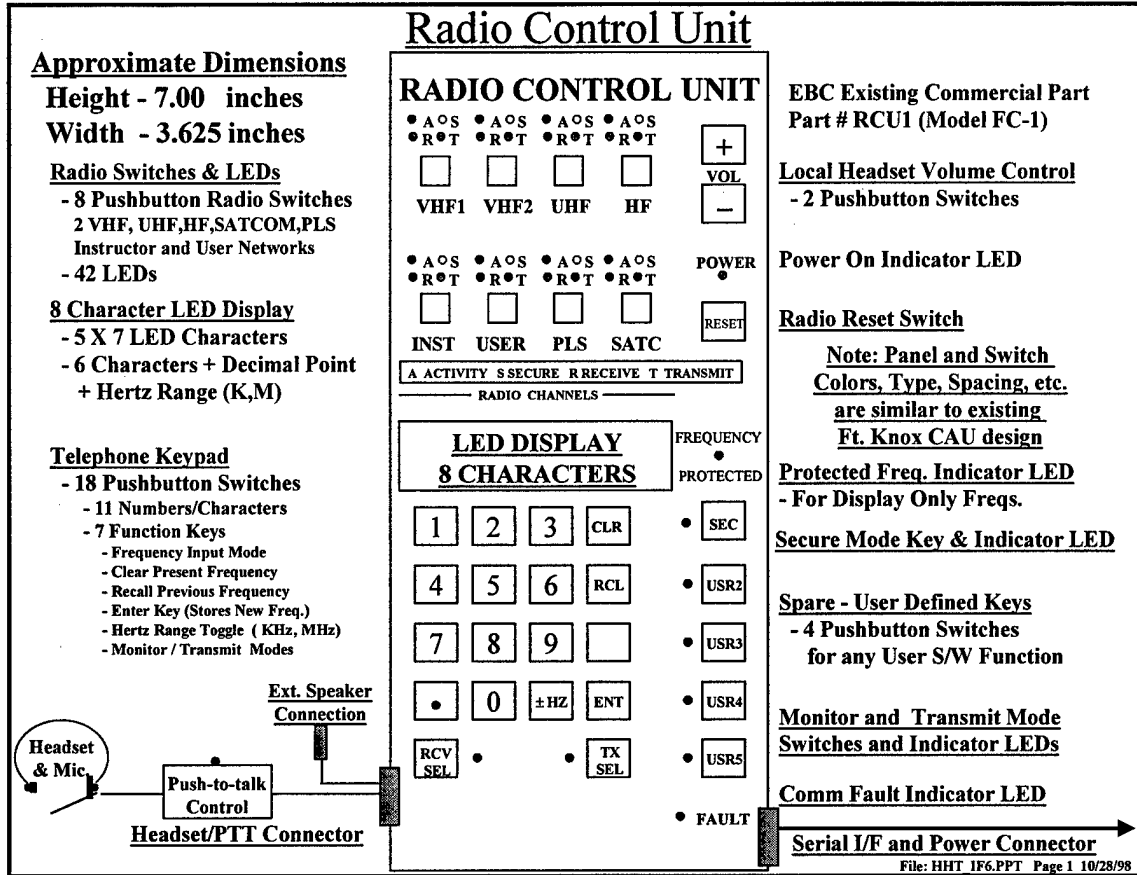 Radio Control Unit
Approximate Dimensions
Height - 7.00 inches
Width - 3.625 inches
Radio Switches & LEDs
- 8 Pushbutton Radio Switches
2 VHF, UHF,HF,SATCOM,PLS
Instructor and User Networks
- 42 LEDs
8 Character LED Display
- 5 X 7 LED Characters
- 6 Characters + Decimal Point
+ Hertz Range (K,M)
Telephone Keypad
- 18 Pushbutton Switches
- 11 Numbers/Characters
- 7 Function Keys
- Frequency Input Mode
- Clear Present Frequency
- Recall Previous Frequency
- Enter Key (Stores New Freq.)
- Hertz Range Toggle ( KHz, MHz)
- Monitor / Transmit Modes
Ext. Speaker
Connection
Headset
& Mic.
Push-to-talk
Control
Headset/PTT Connector
RADIO CONTROL UNIT
A S A S A S A S
R T R T R T R T
VHF1 VHF2 UHF HF
+
VOL
−
A S A S A S A S
R T R T R T R T
INST USER PLS SATC
POWER
RESET
A ACTIVITY S SECURE R RECEIVE T TRANSMIT
RADIO CHANNELS
LED DISPLAY
8 CHARACTERS
FREQUENCY
PROTECTED
1 2 3 CLR SEC
4 5 6 RCL USR2
7 8 9 USR3
• 0 ±HZ ENT USR4
RCV SEL TX SEL USR5
FAULT
EBC Existing Commercial Part
Part # RCU1 (Model FC-1)
Local Headset Volume Control
- 2 Pushbutton Switches
Power On Indicator LED
Radio Reset Switch
Note: Panel and Switch
Colors, Type, Spacing, etc.
are similar to existing
Ft. Knox CAU design
Protected Freq. Indicator LED
- For Display Only Freqs.
Secure Mode Key & Indicator LED
Spare - User Defined Keys
- 4 Pushbutton Switches
for any User S/W Function
Monitor and Transmit Mode
Switches and Indicator LEDs
Comm Fault Indicator LED
Serial I/F and Power Connector
File: HHT_IF6.PPT Page 1 10/28/98